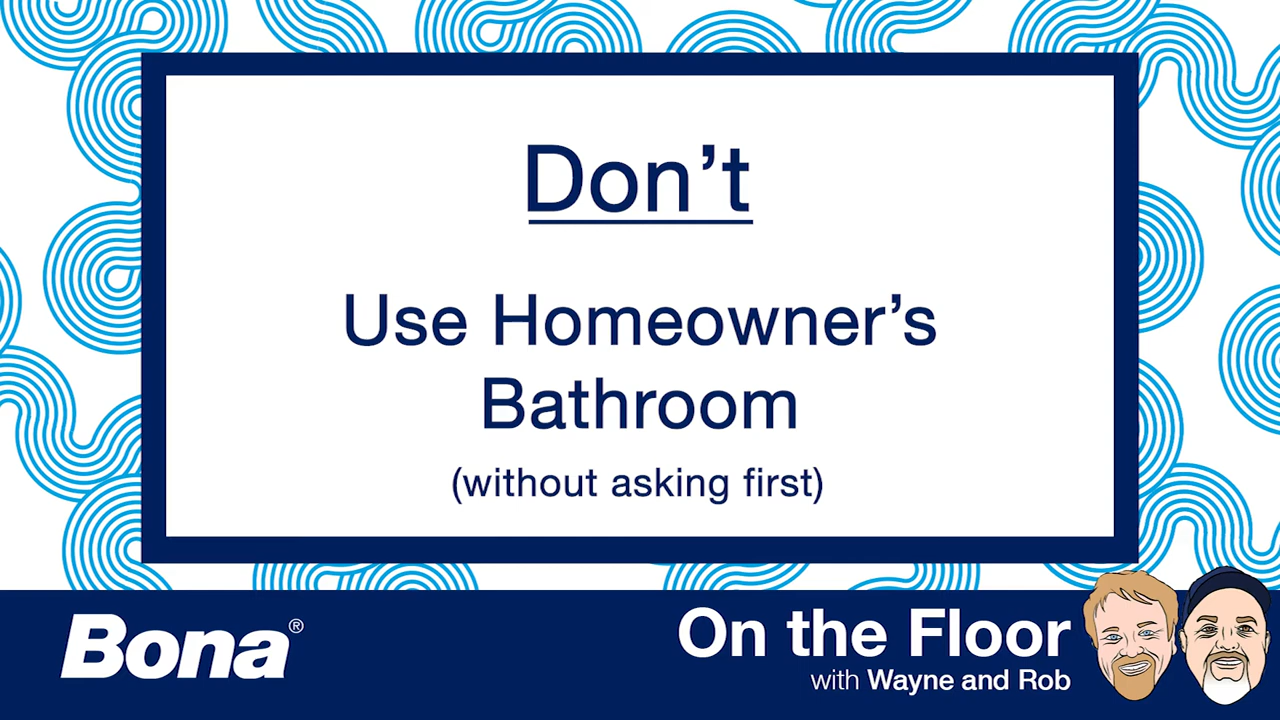 Don’t
Use Homeowner’s
Bathroom
(without asking first)
Bona®
On the Floor
with Wayne and Rob